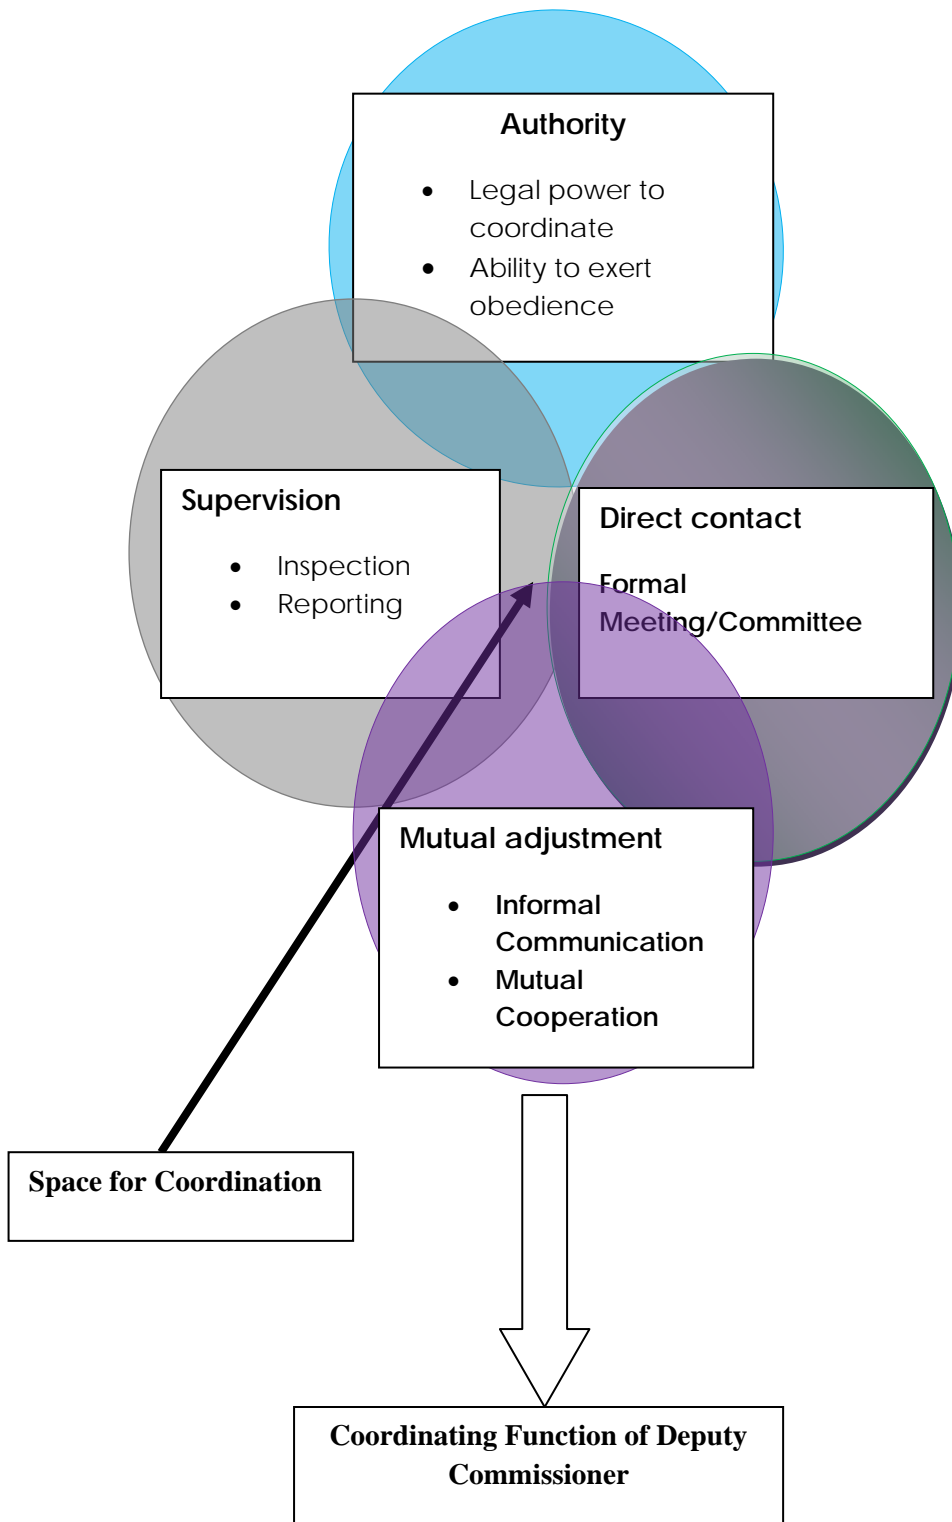 Authority
• Legal power to
coordinate
• Ability to exert
obedience
Supervision
• Inspection
• Reporting
Direct contact
Formal
Meeting/Committee
Mutual adjustment
• Informal
Communication
• Mutual
Cooperation
Space for Coordination
Coordinating Function of Deputy
Commissioner